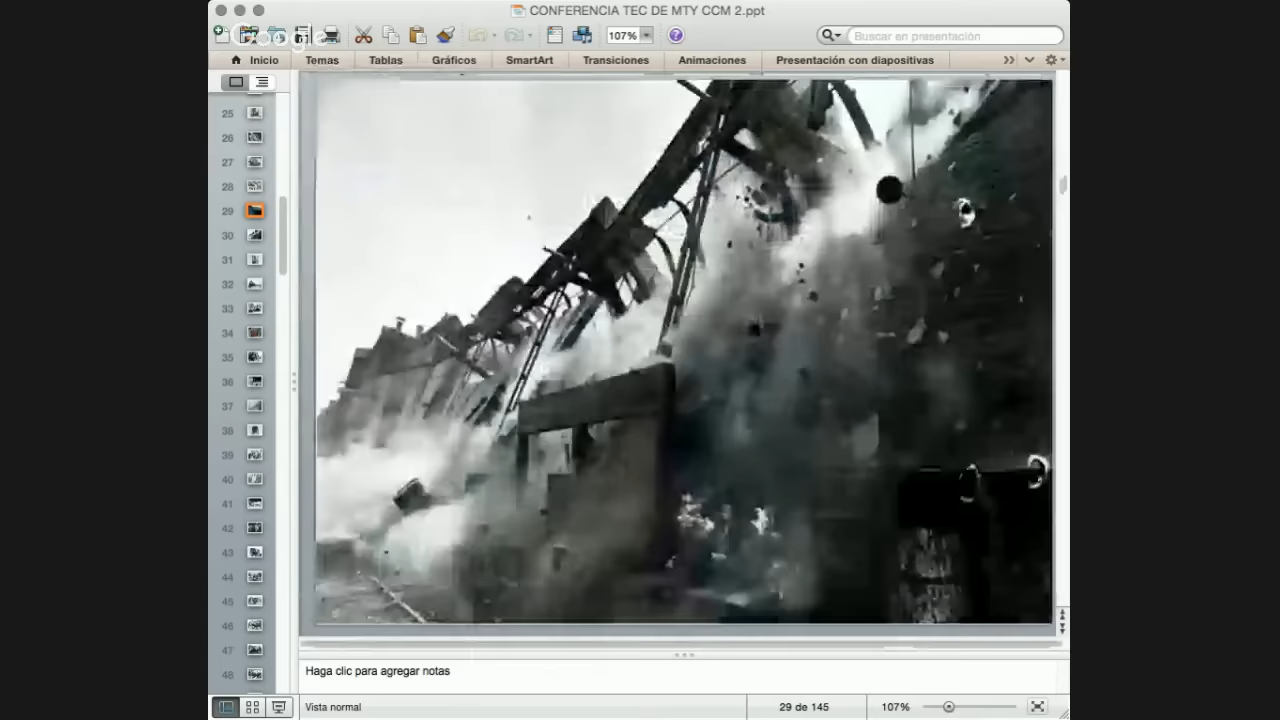 CONFERENCIA TEC DE MTY CCM 2.ppt
Google
107%
Buscar en presentación
Inicio
Temas
Tablas
Gráficos
SmartArt
Transiciones
Animaciones
Presentación con diapositivas
25
26
27
28
29
30
31
32
33
34
35
36
37
38
39
40
41
42
43
44
45
46
47
48
Haga clic para agregar notas
Vista normal
29 de 145
107%